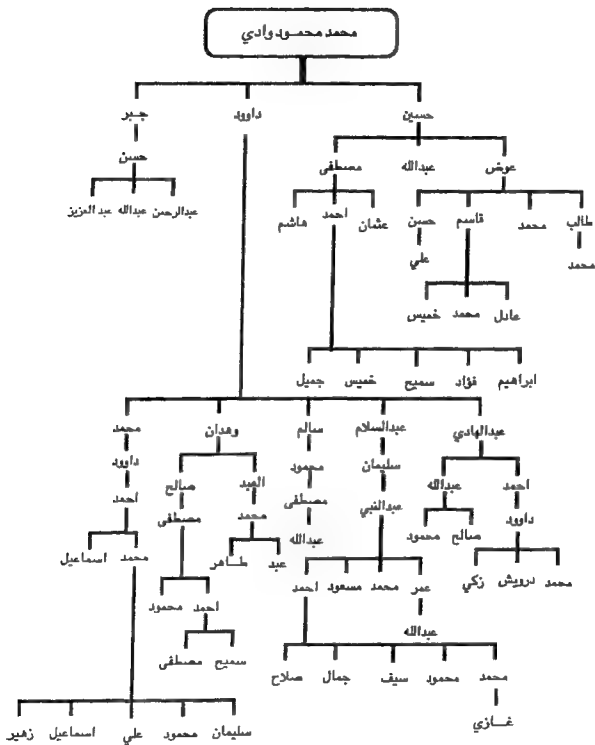 محمد محمود وادي
حسين داوود جبر
عوض عبدالله مصطفى حسن
طالب محمد قاسم حسن عثمان احمد هاشم عبدالرحمن عبدالله عبدالعزيز
محمد علي
عادل محمد خميس
ابراهيم فؤاد سميح خميس جميل
عبدالهادي عبدالسلام سالم وهدان محمد
احمد عبدالله سليمان محمود العبد صالح داوود
داوود صالح محمود عبدالنبي مصطفى محمد مصطفى احمد
محمد درويش زكي عبدالله عبد طاهر محمد اسماعيل
عمر محمد مسعود احمد احمد محمود
عبدالله سميح مصطفى
محمد محمود سيف جمال صلاح
غازي
سليمان محمود علي اسماعيل زهير